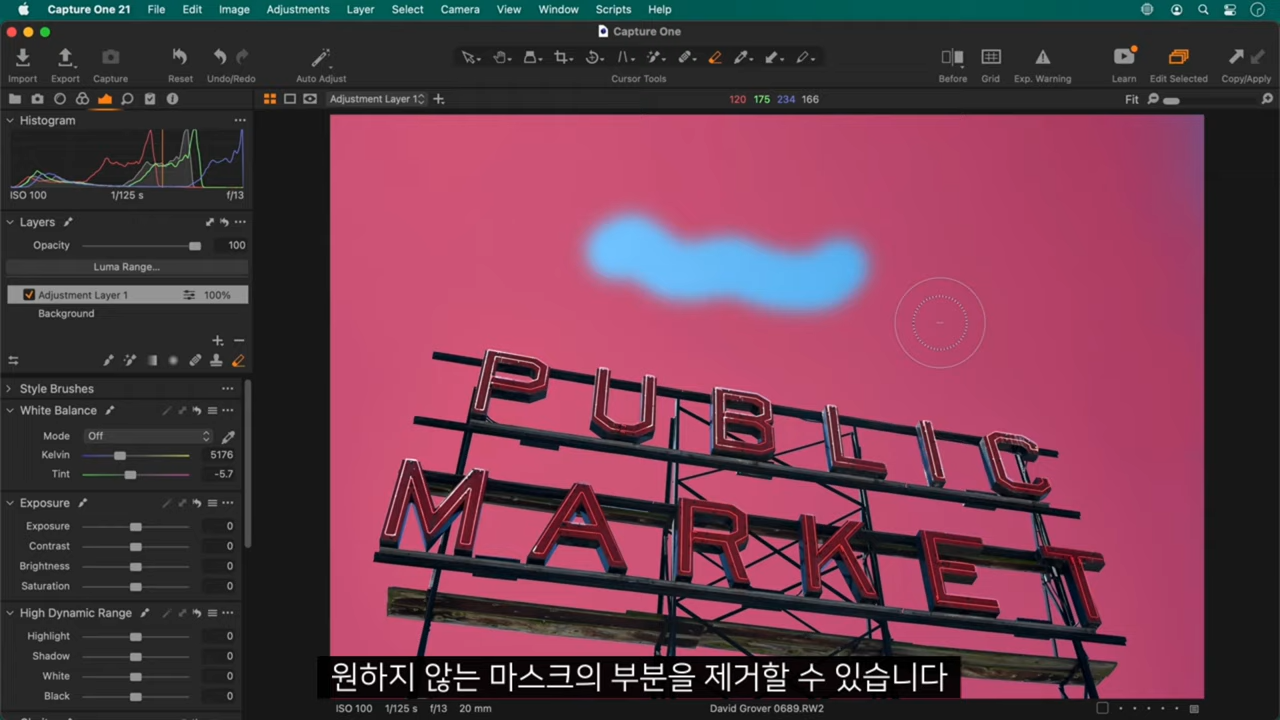 Capture One 21 File Edit Image Adjustments Layer Select Camera View Window Scripts Help
Capture One
Import Export Capture Reset Undo/Redo Auto Adjust Cursor Tools Before Grid Exp. Warning Learn Edit Selected Copy/Apply
Adjustment Layer 1 120 175 234 166 Fit
Histogram
ISO 100 1/125 s f/13
Layers
Opacity 100
Luma Range...
Adjustment Layer 1 100%
Background
Style Brushes
White Balance
Mode Off
Kelvin 5176
Tint -5.7
Exposure
Exposure 0
Contrast 0
Brightness 0
Saturation 0
High Dynamic Range
Highlight 0
Shadow 0
White 0
Black 0
PUBLIC
MARKET
원하지 않는 마스크의 부분을 제거할 수 있습니다
ISO 100 1/125 s f/13 20 mm David Grover 0689.RW2